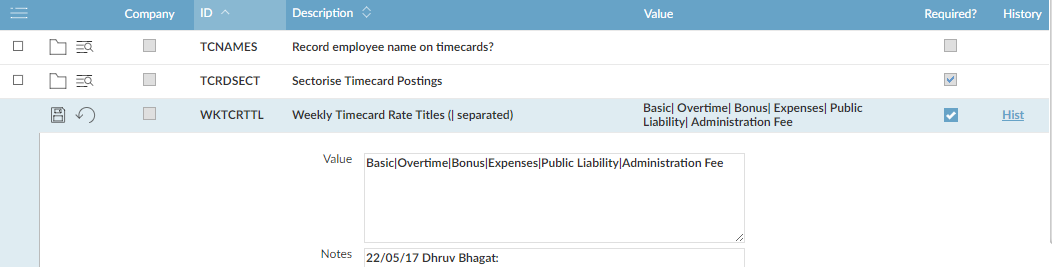 Company ID Description Value Required? History
TCNAMES Record employee name on timecards?
TCRDSECT Sectorise Timecard Postings
WKTCRTTL Weekly Timecard Rate Titles (| separated) Basic| Overtime| Bonus| Expenses| Public Liability| Administration Fee Hist
Value Basic|Overtime|Bonus|Expenses|Public Liability|Administration Fee
Notes 22/05/17 Dhruv Bhagat: